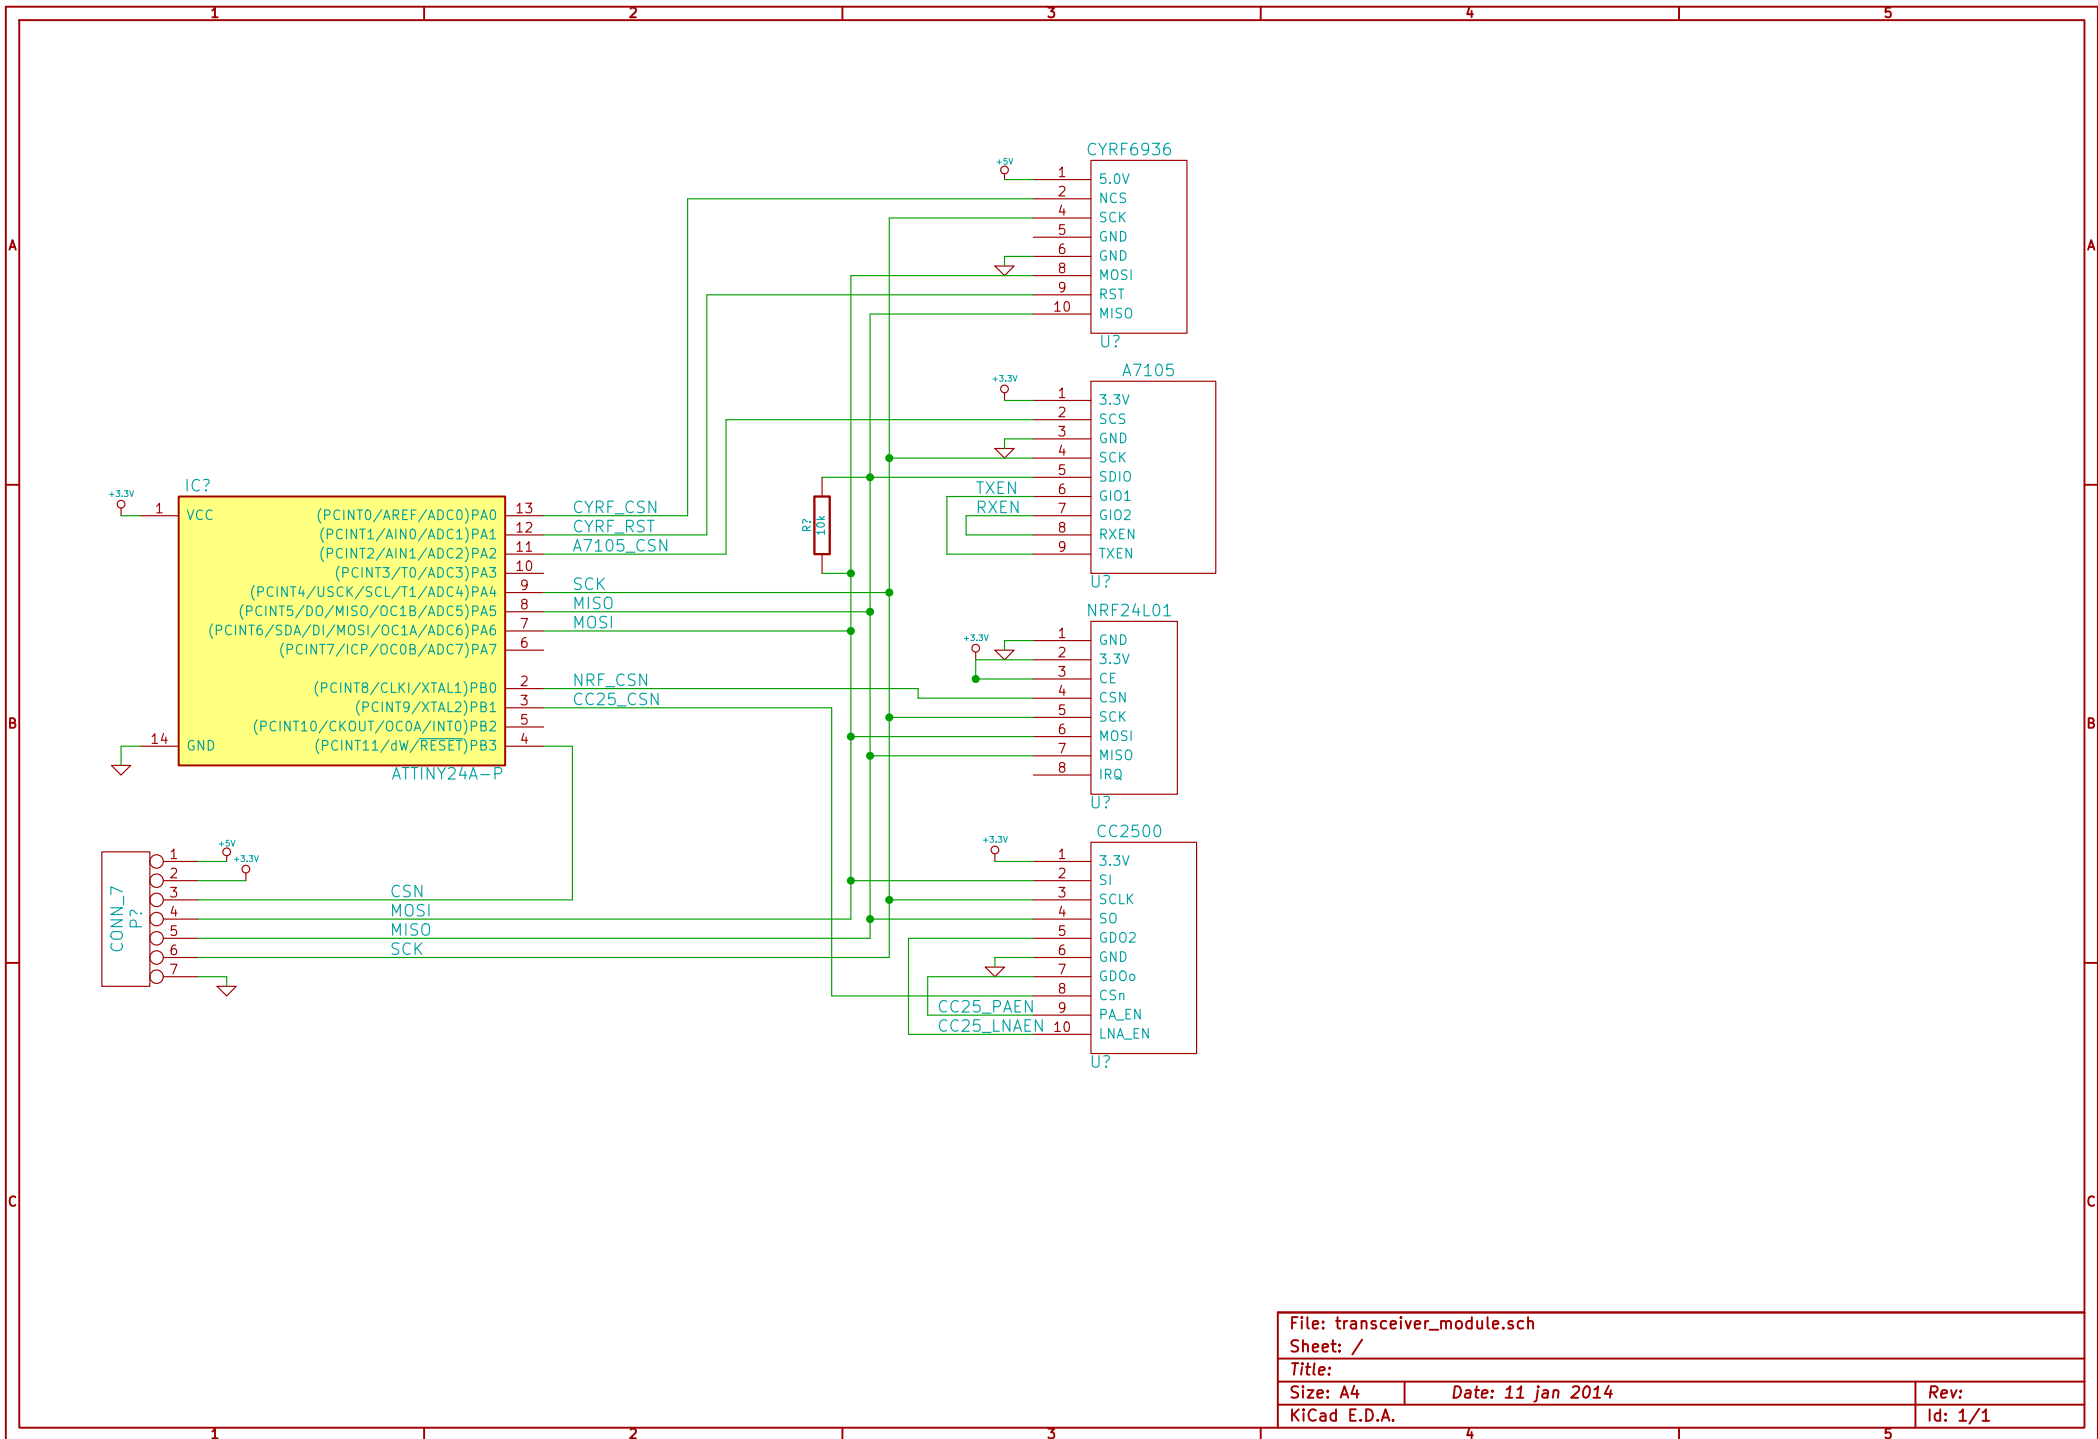 1 2 3 4 5
A A
B B
C C
CYRF6936
+5V
1 5.0V
2 NCS
4 SCK
5 GND
6 GND
8 MOSI
9 RST
10 MISO
U?
A7105
+3.3V
1 3.3V
2 SCS
3 GND
4 SCK
5 SDIO
TXEN 6 GIO1
RXEN 7 GIO2
8 RXEN
9 TXEN
U?
R?
10k
IC?
+3.3V
1 VCC
14 GND
(PCINT0/AREF/ADC0)PA0 13 CYRF_CSN
(PCINT1/AIN0/ADC1)PA1 12 CYRF_RST
(PCINT2/AIN1/ADC2)PA2 11 A7105_CSN
(PCINT3/T0/ADC3)PA3 10
(PCINT4/USCK/SCL/T1/ADC4)PA4 9 SCK
(PCINT5/DO/MISO/OC1B/ADC5)PA5 8 MISO
(PCINT6/SDA/DI/MOSI/OC1A/ADC6)PA6 7 MOSI
(PCINT7/ICP/OC0B/ADC7)PA7 6
(PCINT8/CLKI/XTAL1)PB0 2 NRF_CSN
(PCINT9/XTAL2)PB1 3 CC25_CSN
(PCINT10/CKOUT/OC0A/INT0)PB2 5
(PCINT11/dW/RESET)PB3 4
ATTINY24A-P
NRF24L01
+3.3V
1 GND
2 3.3V
3 CE
4 CSN
5 SCK
6 MOSI
7 MISO
8 IRQ
U?
CONN_7
P?
+5V
+3.3V
1
2
3 CSN
4 MOSI
5 MISO
6 SCK
7
CC2500
+3.3V
1 3.3V
2 SI
3 SCLK
4 SO
5 GDO2
6 GND
7 GDOo
8 CSn
CC25_PAEN 9 PA_EN
CC25_LNAEN 10 LNA_EN
U?
File: transceiver_module.sch
Sheet: /
Title:
Size: A4 Date: 11 jan 2014 Rev:
KiCad E.D.A. Id: 1/1
1 2 3 4 5